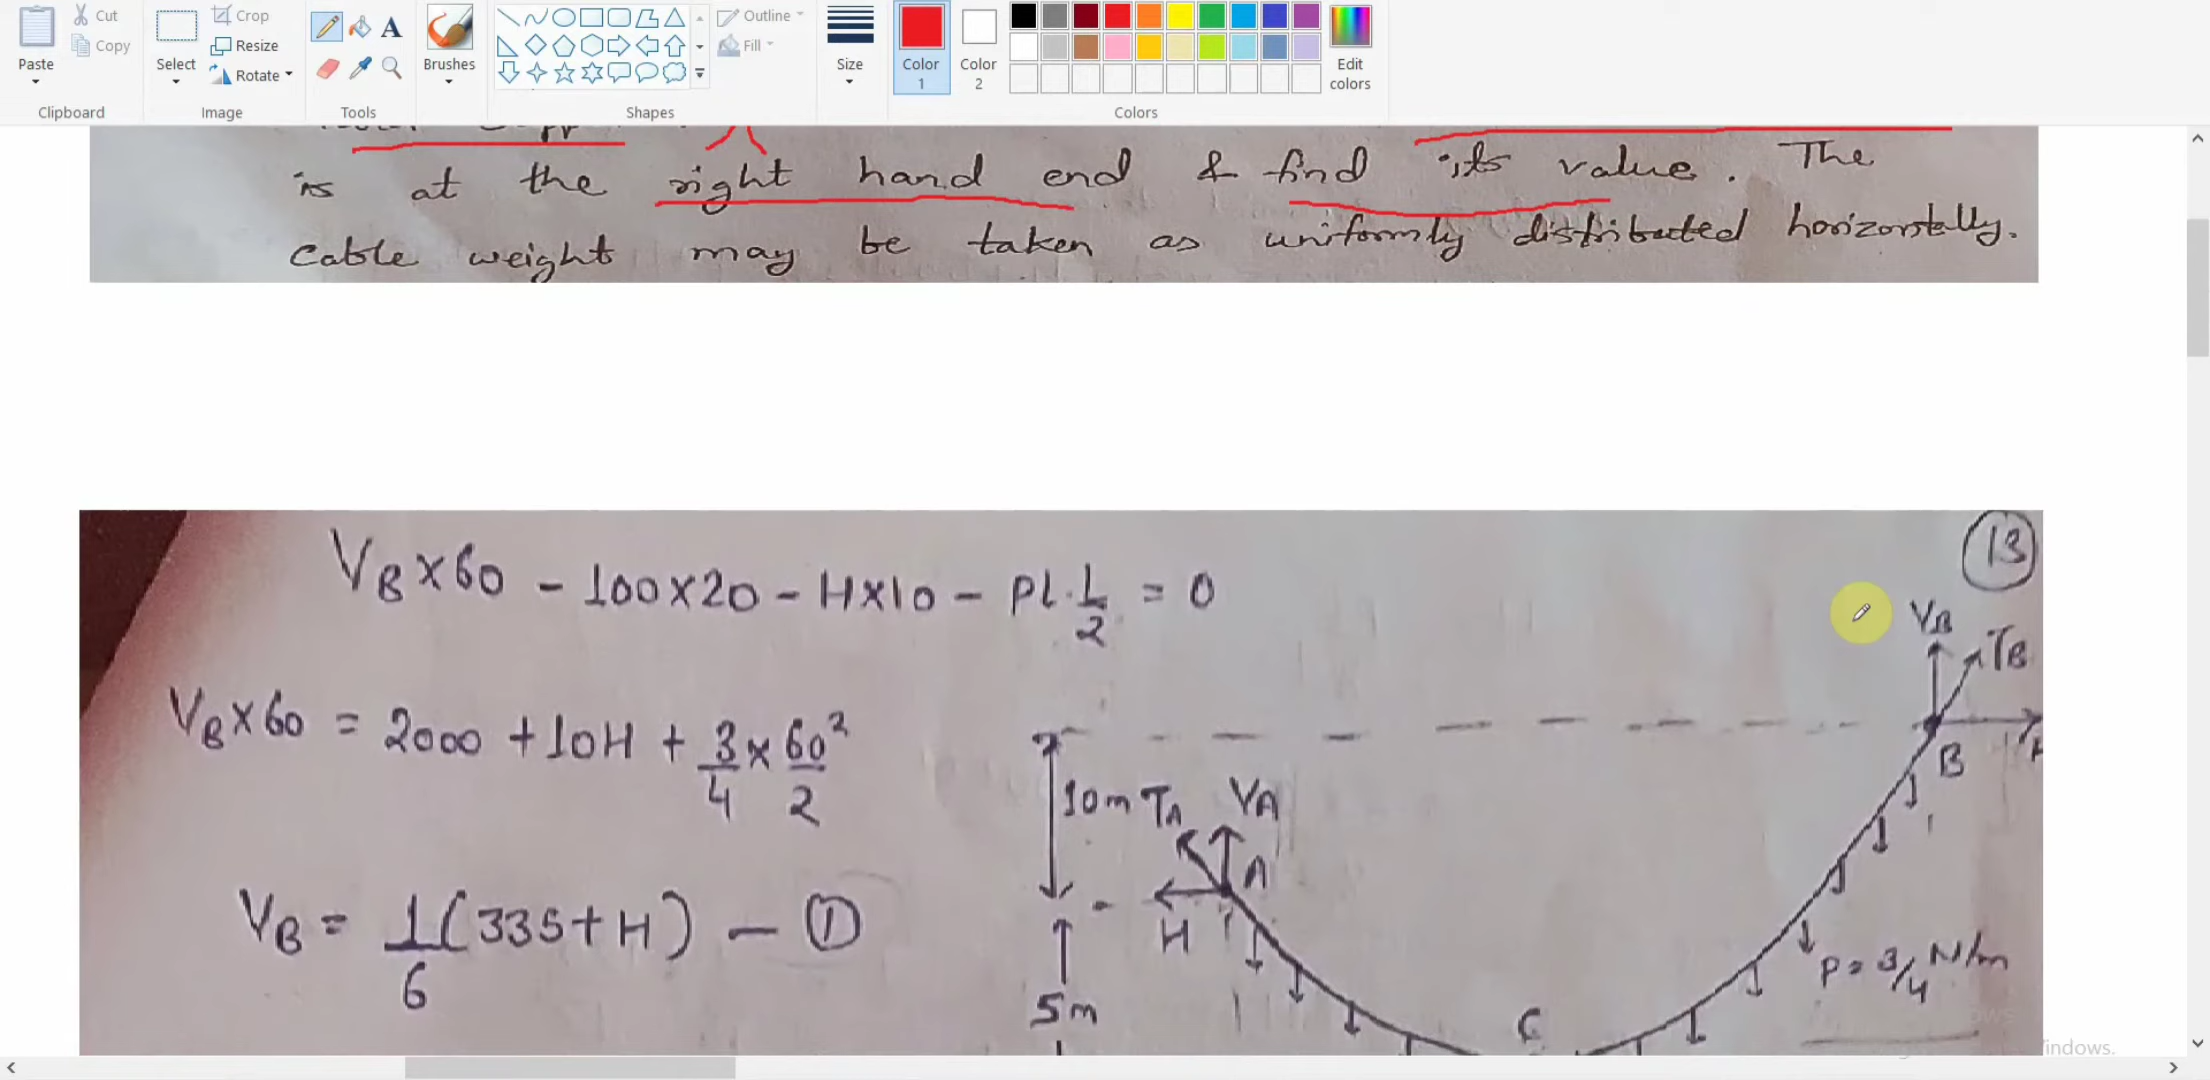 Paste
Cut
Copy
Clipboard
Select
Crop
Resize
Rotate
Image
A
Tools
Brushes
Outline
Fill
Shapes
Size
Color 1
Color 2
Edit colors
Colors
is at the right hand end & find its value. The
Cable weight may be taken as uniformly distributed horizontally.
13
VB×60 - 100×20 - H×10 - Pl·L/2 = 0
VB×60 = 2000 + 10H + 3/4 × 60²/2
VB = 1/6 (335+H) - ①
VB
TB
B
H
10m
TA
VA
A
H
5m
C
P = 3/4 N/m
indows.